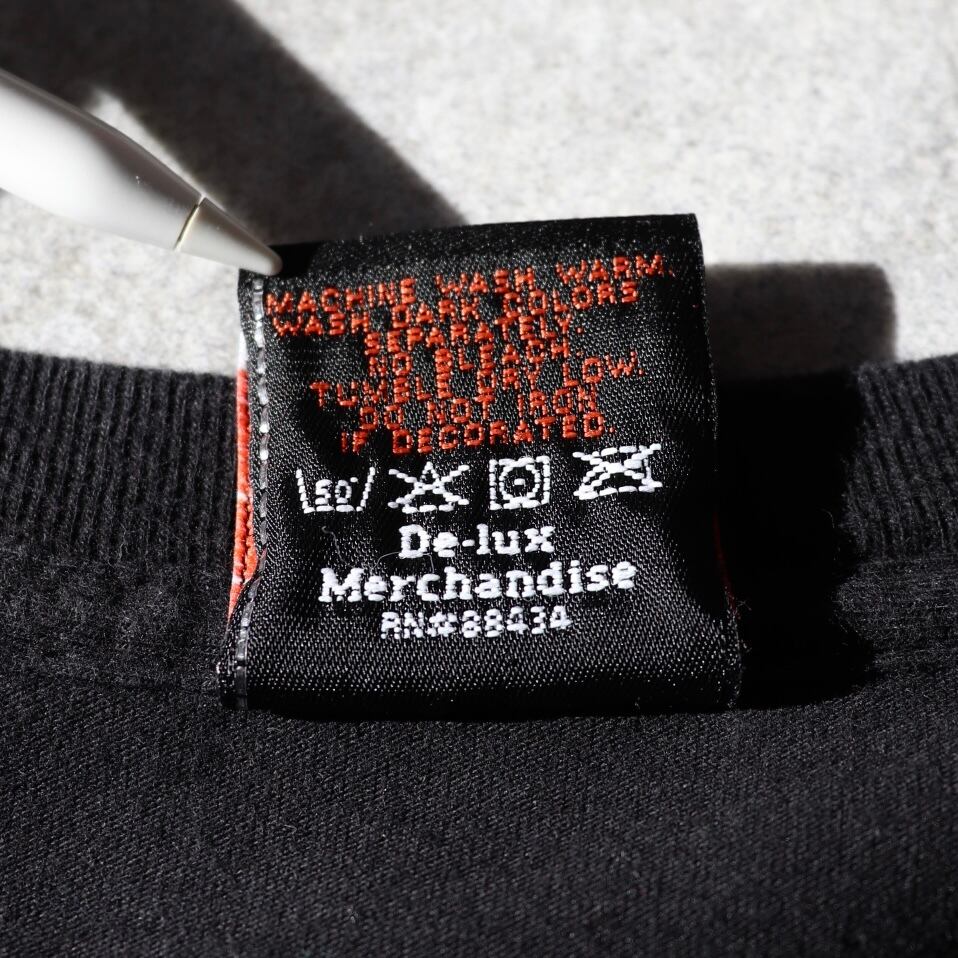 MACHINE WASH WARM.
WASH DARK COLORS
SEPARATELY.
NO BLEACH.
TUMBLE DRY LOW.
DO NOT IRON
IF DECORATED.
50°
De-lux
Merchandise
RN#88434